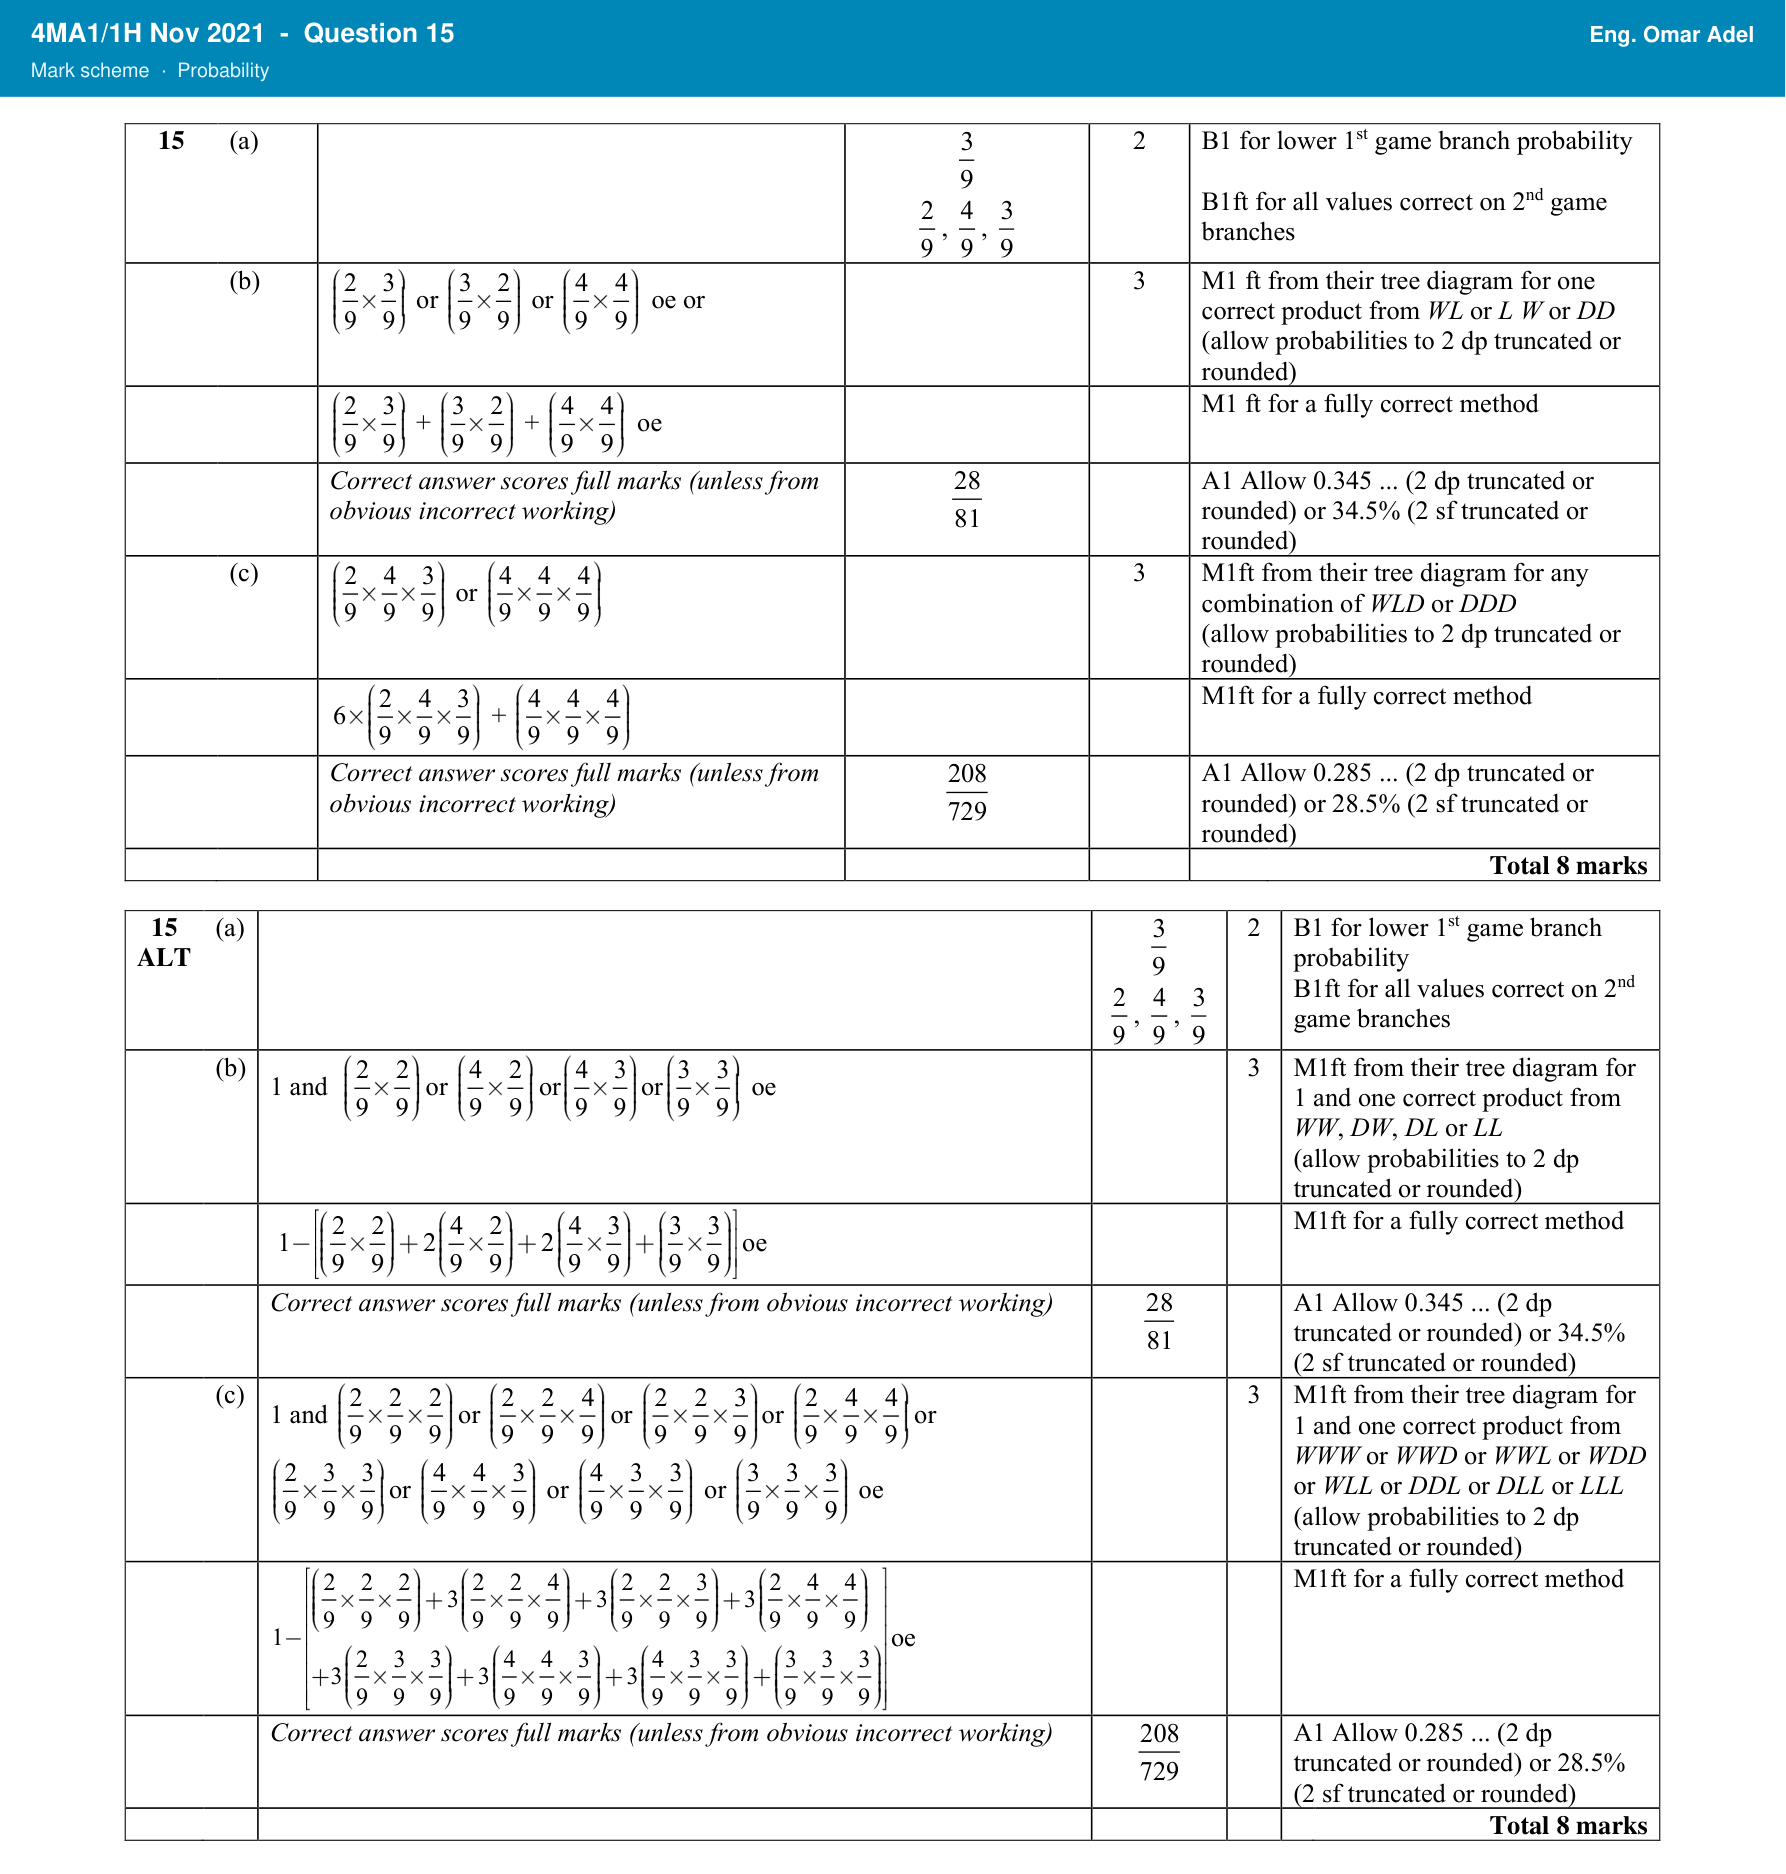 4MA1/1H Nov 2021 - Question 15
Eng. Omar Adel
Mark scheme · Probability
15 (a) 3/9 2 B1 for lower 1st game branch probability
2/9, 4/9, 3/9 B1ft for all values correct on 2nd game
branches
(b) (2/9 × 3/9) or (3/9 × 2/9) or (4/9 × 4/9) oe or 3 M1 ft from their tree diagram for one
correct product from WL or L W or DD
(allow probabilities to 2 dp truncated or
rounded)
(2/9 × 3/9) + (3/9 × 2/9) + (4/9 × 4/9) oe M1 ft for a fully correct method
Correct answer scores full marks (unless from 28/81 A1 Allow 0.345 ... (2 dp truncated or
obvious incorrect working) rounded) or 34.5% (2 sf truncated or
rounded)
(c) (2/9 × 4/9 × 3/9) or (4/9 × 4/9 × 4/9) 3 M1ft from their tree diagram for any
combination of WLD or DDD
(allow probabilities to 2 dp truncated or
rounded)
6×(2/9 × 4/9 × 3/9) + (4/9 × 4/9 × 4/9) M1ft for a fully correct method
Correct answer scores full marks (unless from 208/729 A1 Allow 0.285 ... (2 dp truncated or
obvious incorrect working) rounded) or 28.5% (2 sf truncated or
rounded)
Total 8 marks
15 (a) 3/9 2 B1 for lower 1st game branch
ALT probability
2/9, 4/9, 3/9 B1ft for all values correct on 2nd
game branches
(b) 1 and (2/9 × 2/9) or (4/9 × 2/9) or (4/9 × 3/9) or (3/9 × 3/9) oe 3 M1ft from their tree diagram for
1 and one correct product from
WW, DW, DL or LL
(allow probabilities to 2 dp
truncated or rounded)
1−[(2/9 × 2/9) + 2(4/9 × 2/9) + 2(4/9 × 3/9) + (3/9 × 3/9)] oe M1ft for a fully correct method
Correct answer scores full marks (unless from obvious incorrect working) 28/81 A1 Allow 0.345 ... (2 dp
truncated or rounded) or 34.5%
(2 sf truncated or rounded)
(c) 1 and (2/9 × 2/9 × 2/9) or (2/9 × 2/9 × 4/9) or (2/9 × 2/9 × 3/9) or (2/9 × 4/9 × 4/9) or 3 M1ft from their tree diagram for
1 and one correct product from
(2/9 × 3/9 × 3/9) or (4/9 × 4/9 × 3/9) or (4/9 × 3/9 × 3/9) or (3/9 × 3/9 × 3/9) oe WWW or WWD or WWL or WDD
or WLL or DDL or DLL or LLL
(allow probabilities to 2 dp
truncated or rounded)
1−[(2/9 × 2/9 × 2/9) + 3(2/9 × 2/9 × 4/9) + 3(2/9 × 2/9 × 3/9) + 3(2/9 × 4/9 × 4/9) M1ft for a fully correct method
+3(2/9 × 3/9 × 3/9) + 3(4/9 × 4/9 × 3/9) + 3(4/9 × 3/9 × 3/9) + (3/9 × 3/9 × 3/9)] oe
Correct answer scores full marks (unless from obvious incorrect working) 208/729 A1 Allow 0.285 ... (2 dp
truncated or rounded) or 28.5%
(2 sf truncated or rounded)
Total 8 marks